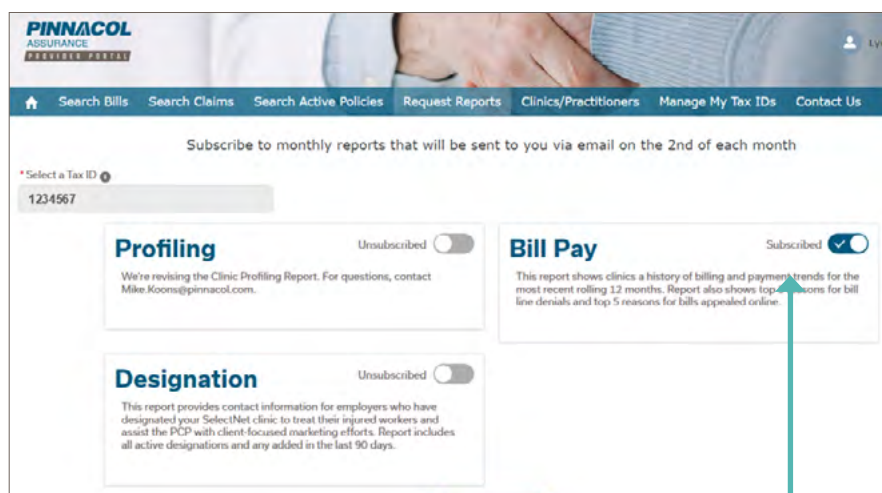 PINNACOL
ASSURANCE
PROVIDER PORTAL
Search Bills Search Claims Search Active Policies Request Reports Clinics/Practitioners Manage My Tax IDs Contact Us
Subscribe to monthly reports that will be sent to you via email on the 2nd of each month
*Select a Tax ID
1234567
Profiling Unsubscribed
We're revising the Clinic Profiling Report. For questions, contact
Mike.Koons@pinnacol.com.
Bill Pay Subscribed
This report shows clinics a history of billing and payment trends for the
most recent rolling 12 months. Report also shows top reasons for bill
line denials and top 5 reasons for bills appealed online.
Designation Unsubscribed
This report provides contact information for employers who have
designated your SelectNet clinic to treat their injured workers and
assist the PCP with client-focused marketing efforts. Report includes
all active designations and any added in the last 90 days.